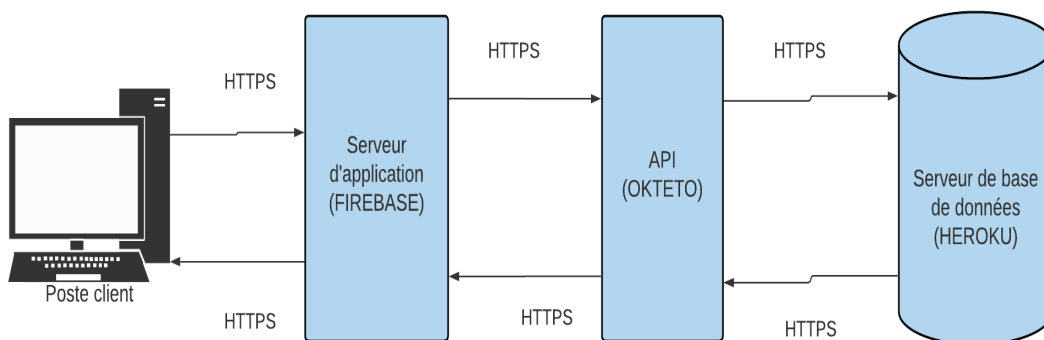 HTTPS
HTTPS
HTTPS
Serveur
d'application
(FIREBASE)
API
(OKTETO)
Serveur de base
de données
(HEROKU)
Poste client
HTTPS
HTTPS
HTTPS